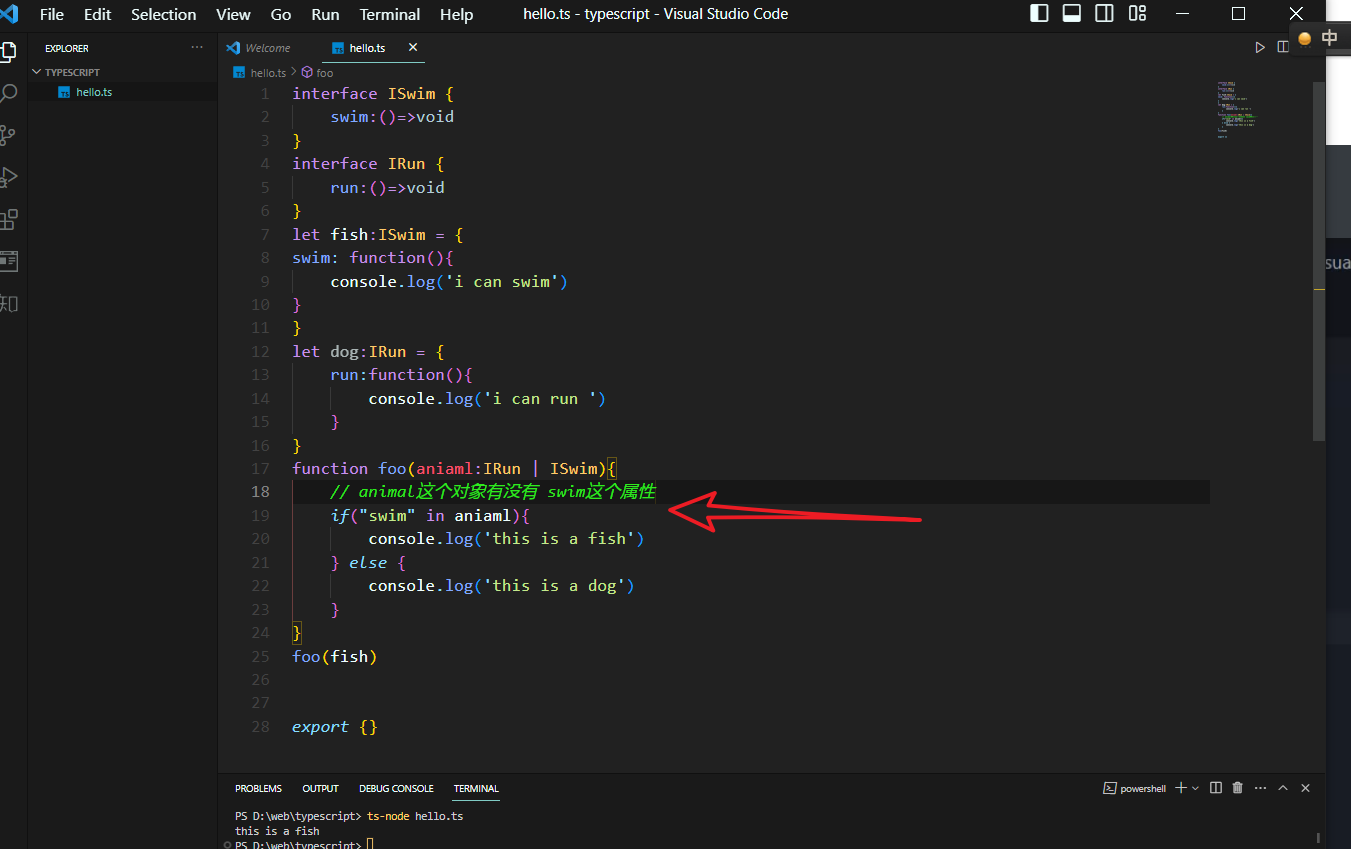 File Edit Selection View Go Run Terminal Help hello.ts - typescript - Visual Studio Code
中
EXPLORER ...
TYPESCRIPT
TS hello.ts
知
Welcome TS hello.ts
TS hello.ts > foo
1 interface ISwim {
2 swim:()=>void
3 }
4 interface IRun {
5 run:()=>void
6 }
7 let fish:ISwim = {
8 swim: function(){
9 console.log('i can swim')
10 }
11 }
12 let dog:IRun = {
13 run:function(){
14 console.log('i can run ')
15 }
16 }
17 function foo(aniaml:IRun | ISwim){
18 // animal这个对象有没有 swim这个属性
19 if("swim" in aniaml){
20 console.log('this is a fish')
21 } else {
22 console.log('this is a dog')
23 }
24 }
25 foo(fish)
26
27
28 export {}
sua
PROBLEMS OUTPUT DEBUG CONSOLE TERMINAL powershell
PS D:\web\typescript> ts-node hello.ts
this is a fish
PS D:\web\typescript>